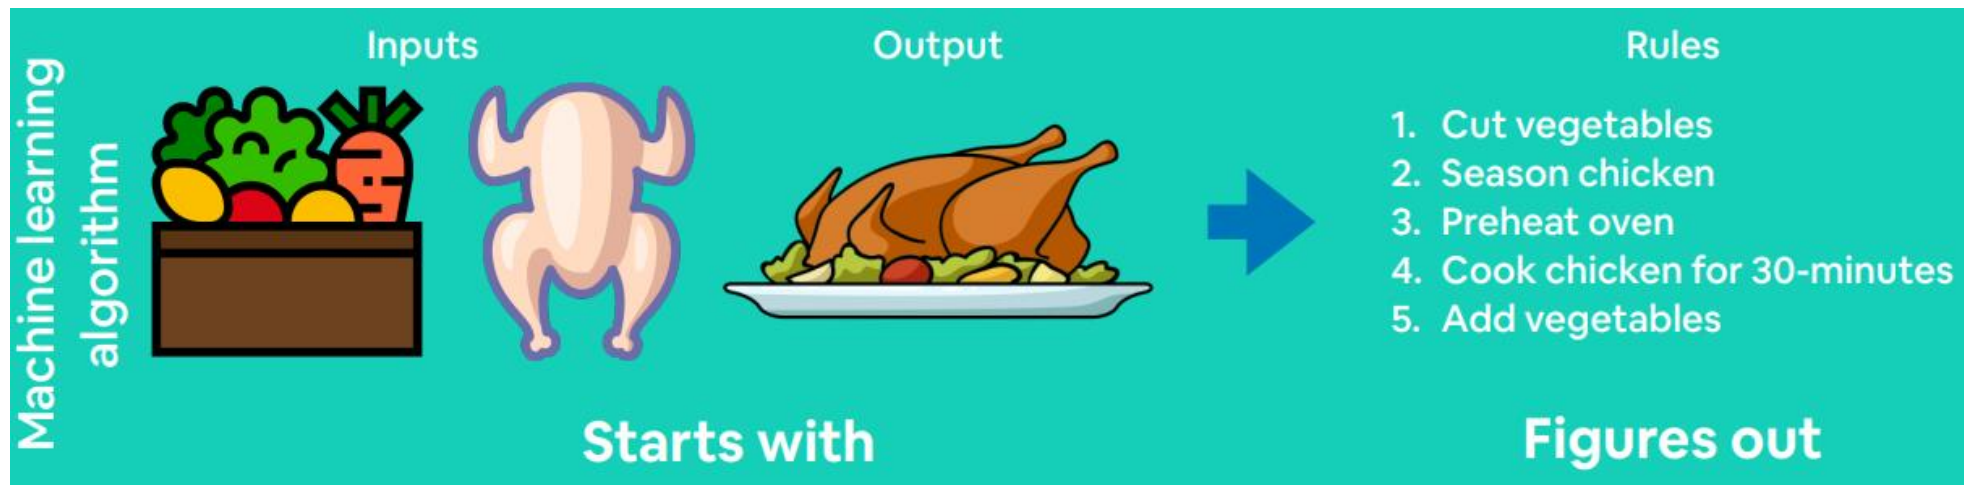 Machine learning
algorithm
Inputs
Output
Rules
1. Cut vegetables
2. Season chicken
3. Preheat oven
4. Cook chicken for 30-minutes
5. Add vegetables
Starts with
Figures out